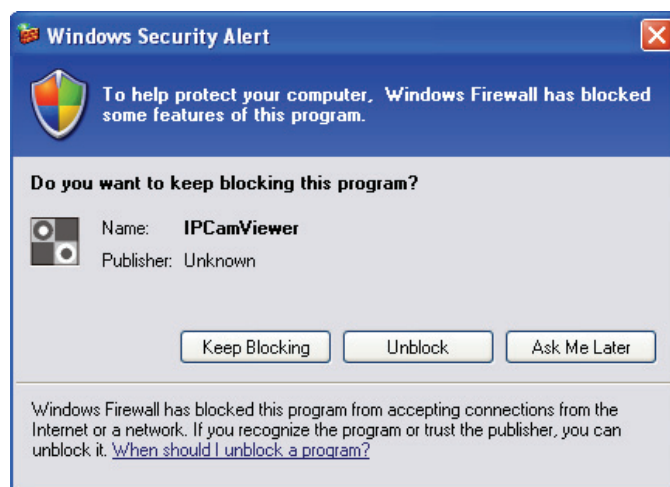 Windows Security Alert
To help protect your computer, Windows Firewall has blocked
some features of this program.
Do you want to keep blocking this program?
Name: IPCamViewer
Publisher: Unknown
Keep Blocking Unblock Ask Me Later
Windows Firewall has blocked this program from accepting connections from the
Internet or a network. If you recognize the program or trust the publisher, you can
unblock it. When should I unblock a program?